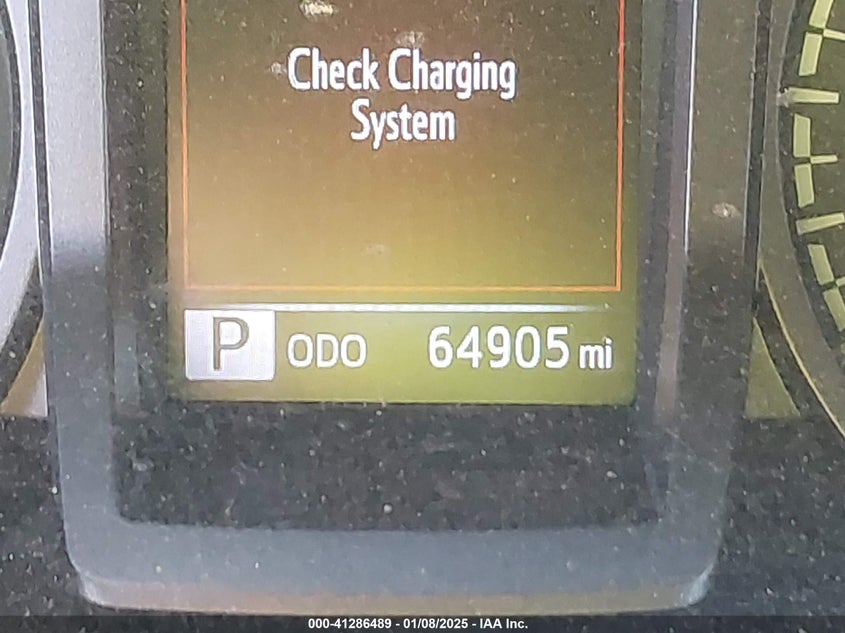 Check Charging
System
P ODO 64905 mi
000-41286489 - 01/08/2025 - IAA Inc.